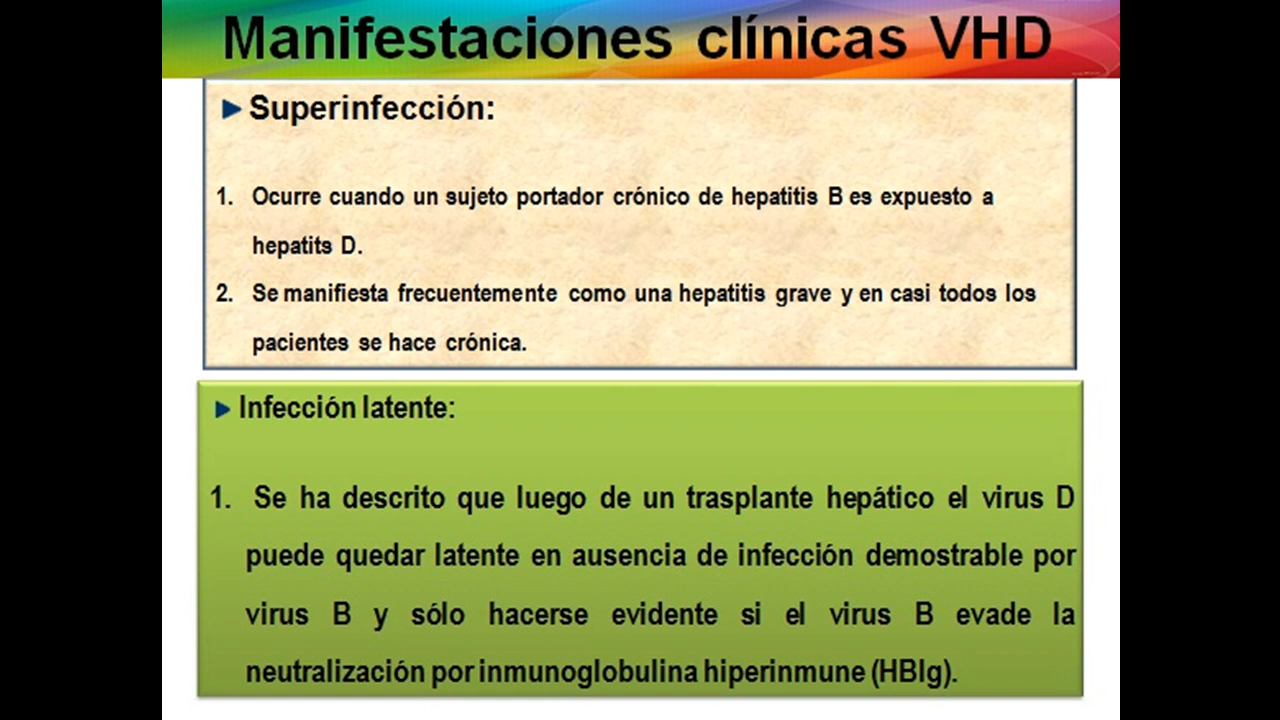 Manifestaciones clínicas VHD
Superinfección:
1. Ocurre cuando un sujeto portador crónico de hepatitis B es expuesto a
hepatits D.
2. Se manifiesta frecuentemente como una hepatitis grave y en casi todos los
pacientes se hace crónica.
Infección latente:
1. Se ha descrito que luego de un trasplante hepático el virus D
puede quedar latente en ausencia de infección demostrable por
virus B y sólo hacerse evidente si el virus B evade la
neutralización por inmunoglobulina hiperinmune (HBIg).